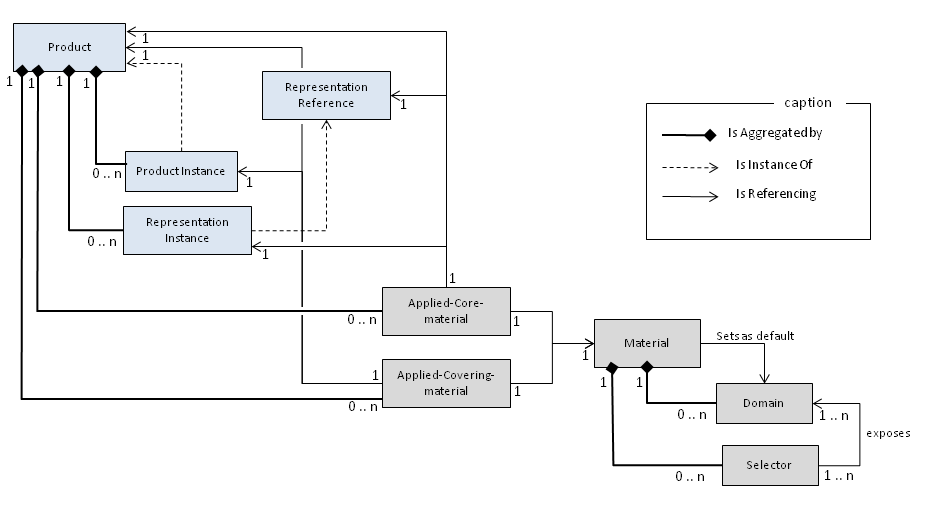 Product
1
1
1
1
1
1
1
Representation
Reference
1
caption
Is Aggregated by
Is Instance Of
Is Referencing
Product Instance
0 .. n
1
Representation
Instance
0 .. n
1
1
Applied-Core-
material
0 .. n
1
Material
1
Sets as default
Applied-Covering-
material
1
0 .. n
1
1
1
Domain
0 .. n
1 .. n
exposes
Selector
0 .. n
1 .. n